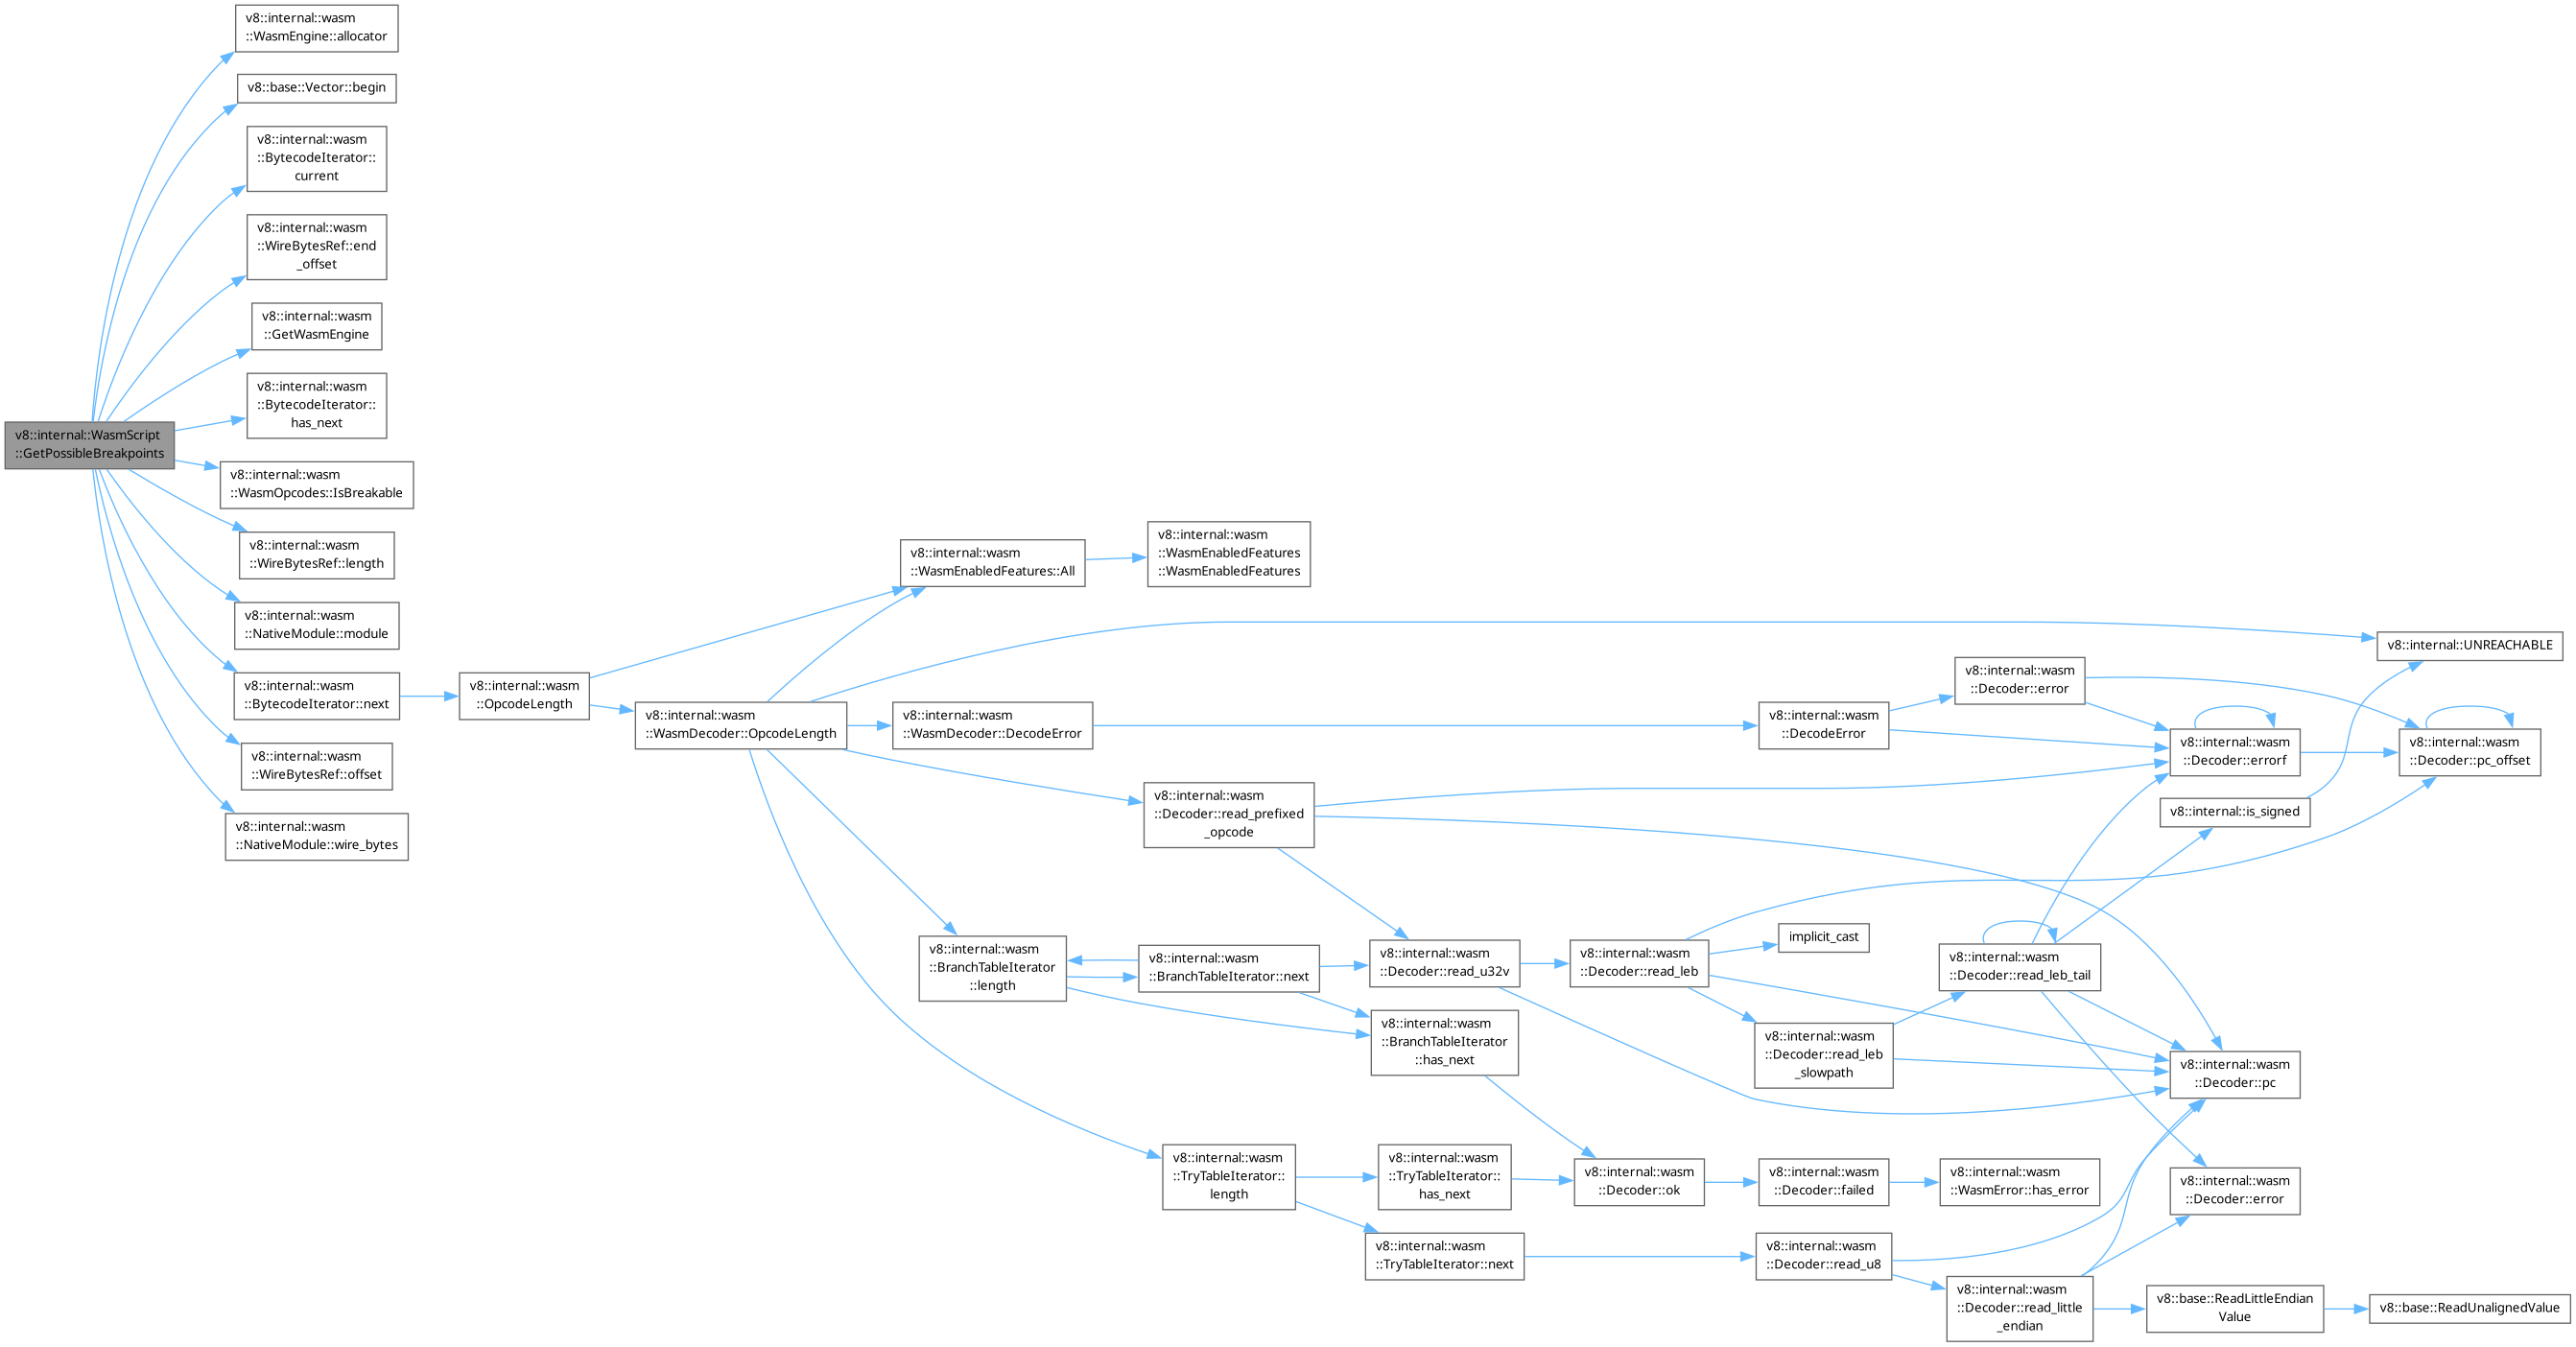 v8::internal::wasm
::WasmEngine::allocator
v8::base::Vector::begin
v8::internal::wasm
::BytecodeIterator::
current
v8::internal::wasm
::WireBytesRef::end
_offset
v8::internal::wasm
::GetWasmEngine
v8::internal::wasm
::BytecodeIterator::
has_next
v8::internal::WasmScript
::GetPossibleBreakpoints
v8::internal::wasm
::WasmOpcodes::IsBreakable
v8::internal::wasm
::WireBytesRef::length
v8::internal::wasm
::NativeModule::module
v8::internal::wasm
::BytecodeIterator::next
v8::internal::wasm
::WireBytesRef::offset
v8::internal::wasm
::NativeModule::wire_bytes
v8::internal::wasm
::OpcodeLength
v8::internal::wasm
::WasmDecoder::OpcodeLength
v8::internal::wasm
::WasmEnabledFeatures::All
v8::internal::wasm
::WasmEnabledFeatures
::WasmEnabledFeatures
v8::internal::wasm
::WasmDecoder::DecodeError
v8::internal::wasm
::Decoder::read_prefixed
_opcode
v8::internal::wasm
::BranchTableIterator
::length
v8::internal::wasm
::BranchTableIterator::next
v8::internal::wasm
::TryTableIterator::
length
v8::internal::wasm
::Decoder::read_u32v
v8::internal::wasm
::BranchTableIterator
::has_next
v8::internal::wasm
::TryTableIterator::
has_next
v8::internal::wasm
::TryTableIterator::next
v8::internal::wasm
::Decoder::read_leb
v8::internal::wasm
::Decoder::ok
v8::internal::wasm
::DecodeError
implicit_cast
v8::internal::wasm
::Decoder::read_leb
_slowpath
v8::internal::wasm
::Decoder::failed
v8::internal::wasm
::Decoder::read_u8
v8::internal::wasm
::Decoder::error
v8::internal::wasm
::Decoder::read_leb_tail
v8::internal::wasm
::WasmError::has_error
v8::internal::wasm
::Decoder::read_little
_endian
v8::internal::wasm
::Decoder::errorf
v8::internal::is_signed
v8::internal::wasm
::Decoder::pc
v8::internal::wasm
::Decoder::error
v8::base::ReadLittleEndian
Value
v8::internal::UNREACHABLE
v8::internal::wasm
::Decoder::pc_offset
v8::base::ReadUnalignedValue